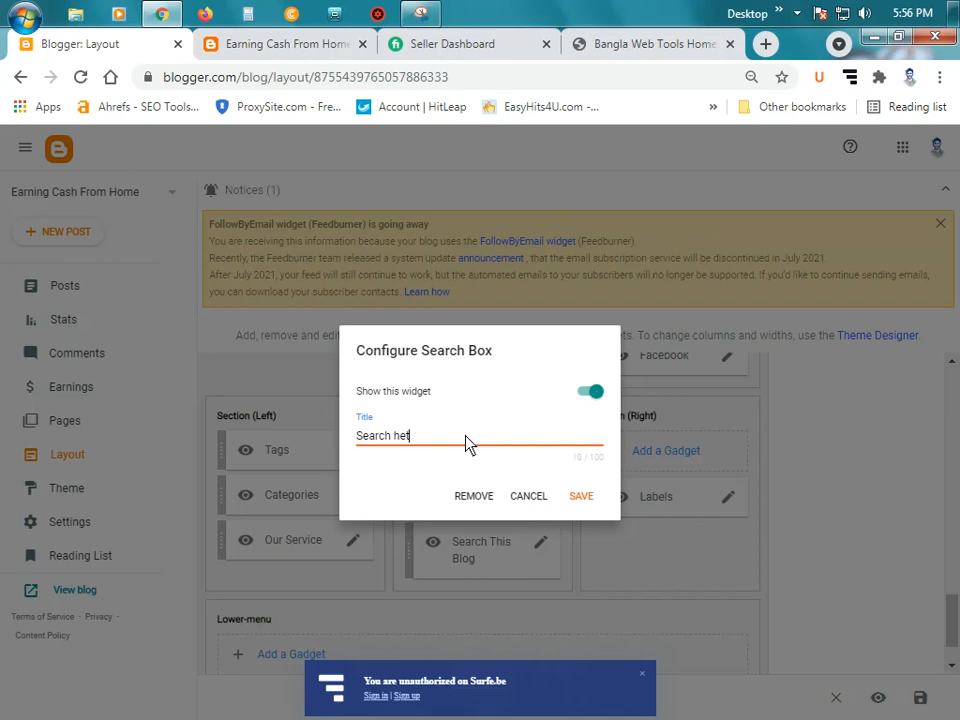 Desktop
»
5:56 PM
Blogger: Layout
Earning Cash From Home
Seller Dashboard
Bangla Web Tools Home
blogger.com/blog/layout/8755439765057886333
Apps
Ahrefs - SEO Tools...
ProxySite.com - Fre...
Account | HitLeap
EasyHits4U.com -...
»
Other bookmarks
Reading list
Earning Cash From Home
Notices (1)
NEW POST
FollowByEmail widget (Feedburner) is going away
You are receiving this information because your blog uses the FollowByEmail widget (Feedburner).
Recently, the Feedburner team released a system update announcement , that the email subscription service will be discontinued in July 2021.
After July 2021, your feed will still continue to work, but the automated emails to your subscribers will no longer be supported. If you'd like to continue sending emails,
you can download your subscriber contacts. Learn how
Posts
Stats
Comments
Earnings
Pages
Layout
Theme
Settings
Reading List
View blog
Terms of Service · Privacy ·
Content Policy
Add, remove and edi
ets. To change columns and widths, use the Theme Designer.
Facebook
Section (Left)
n (Right)
Tags
Add a Gadget
Categories
Labels
Our Service
Search This
Blog
Lower-menu
Add a Gadget
Configure Search Box
Show this widget
Title
Search het
10 / 100
REMOVE
CANCEL
SAVE
You are unauthorized on Surfe.be
Sign in | Sign up